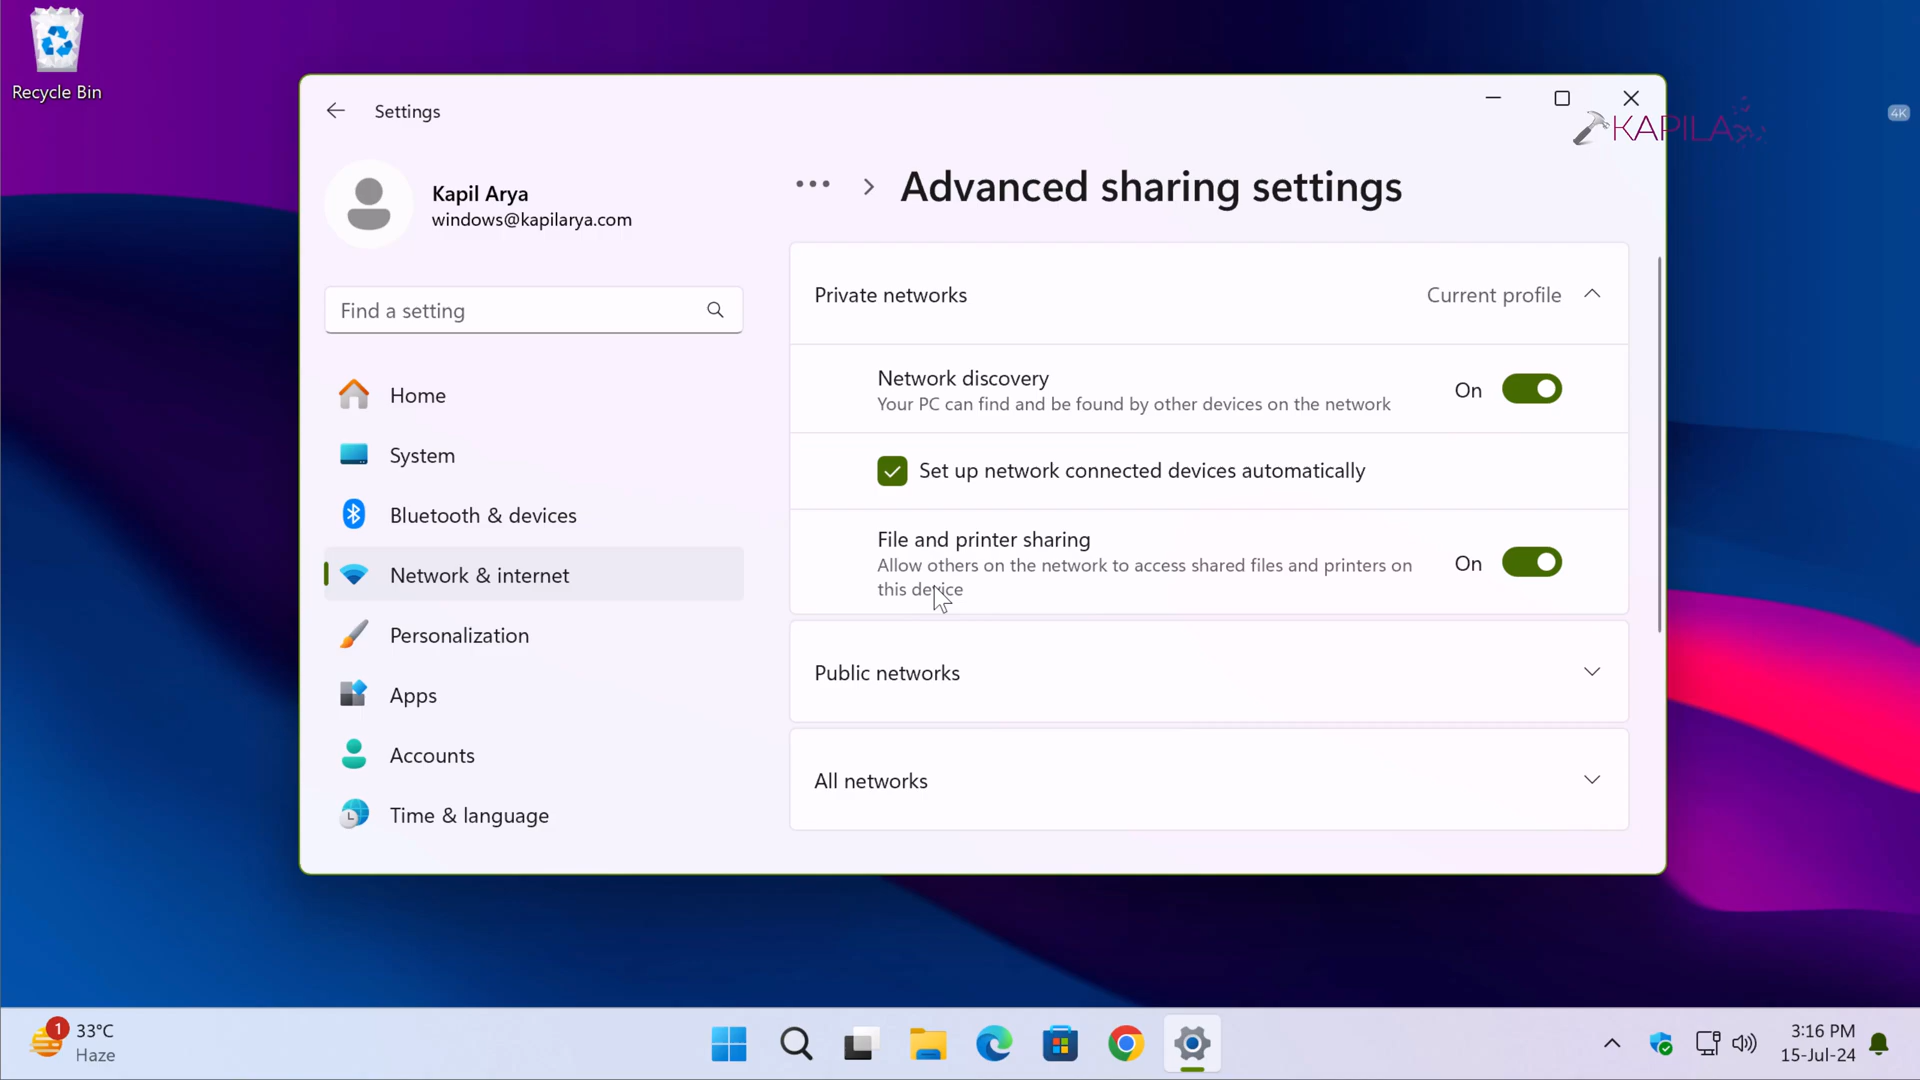 Recycle Bin
Settings
KAPILA
4K
Kapil Arya
windows@kapilarya.com
Advanced sharing settings
Find a setting
Private networks
Current profile
Network discovery
Your PC can find and be found by other devices on the network
On
Set up network connected devices automatically
File and printer sharing
Allow others on the network to access shared files and printers on
this device
On
Public networks
All networks
Home
System
Bluetooth & devices
Network & internet
Personalization
Apps
Accounts
Time & language
1
33°C
Haze
3:16 PM
15-Jul-24